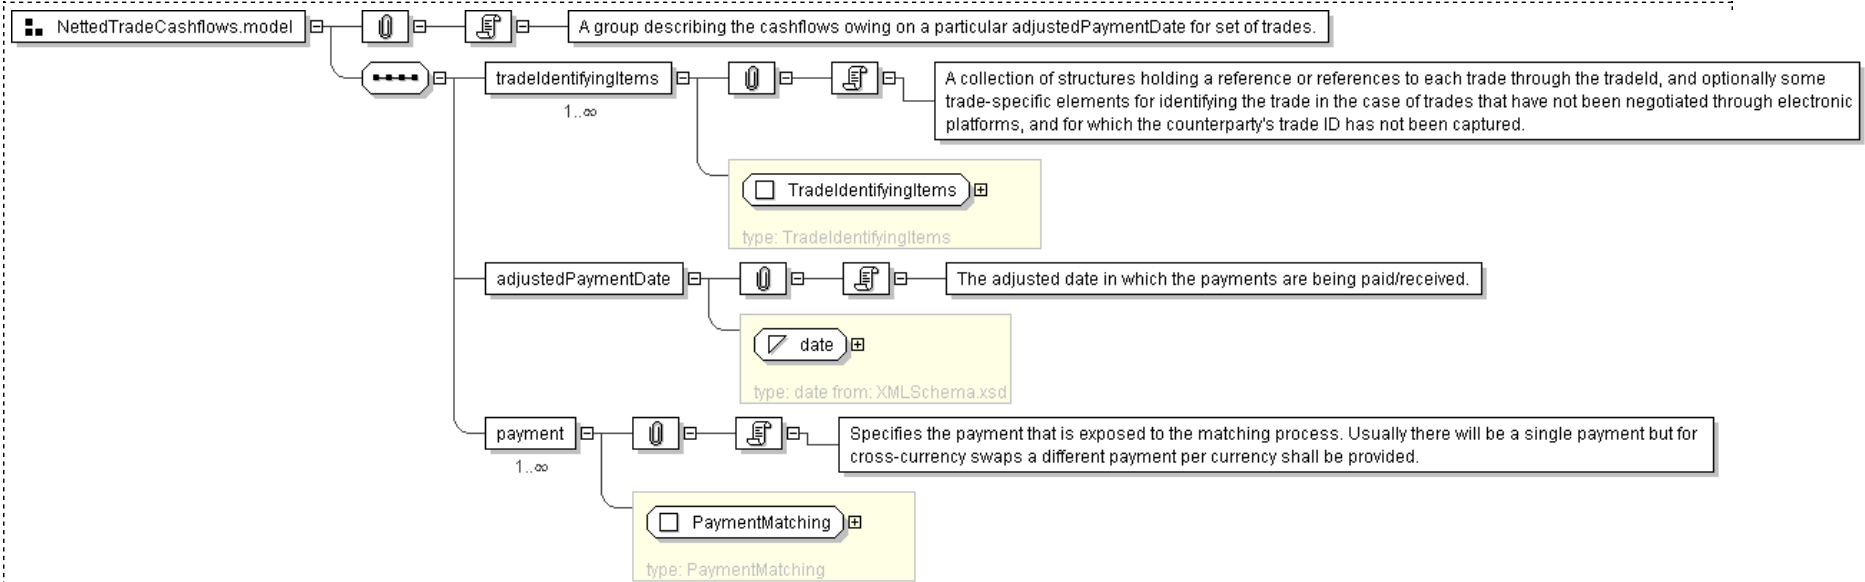 NettedTradeCashflows.model
A group describing the cashflows owing on a particular adjustedPaymentDate for set of trades.
tradeIdentifyingItems
1..∞
A collection of structures holding a reference or references to each trade through the tradeId, and optionally some
trade-specific elements for identifying the trade in the case of trades that have not been negotiated through electronic
platforms, and for which the counterparty's trade ID has not been captured.
TradeIdentifyingItems
type: TradeIdentifyingItems
adjustedPaymentDate
The adjusted date in which the payments are being paid/received.
date
type: date from: XMLSchema.xsd
payment
1..∞
Specifies the payment that is exposed to the matching process. Usually there will be a single payment but for
cross-currency swaps a different payment per currency shall be provided.
PaymentMatching
type: PaymentMatching